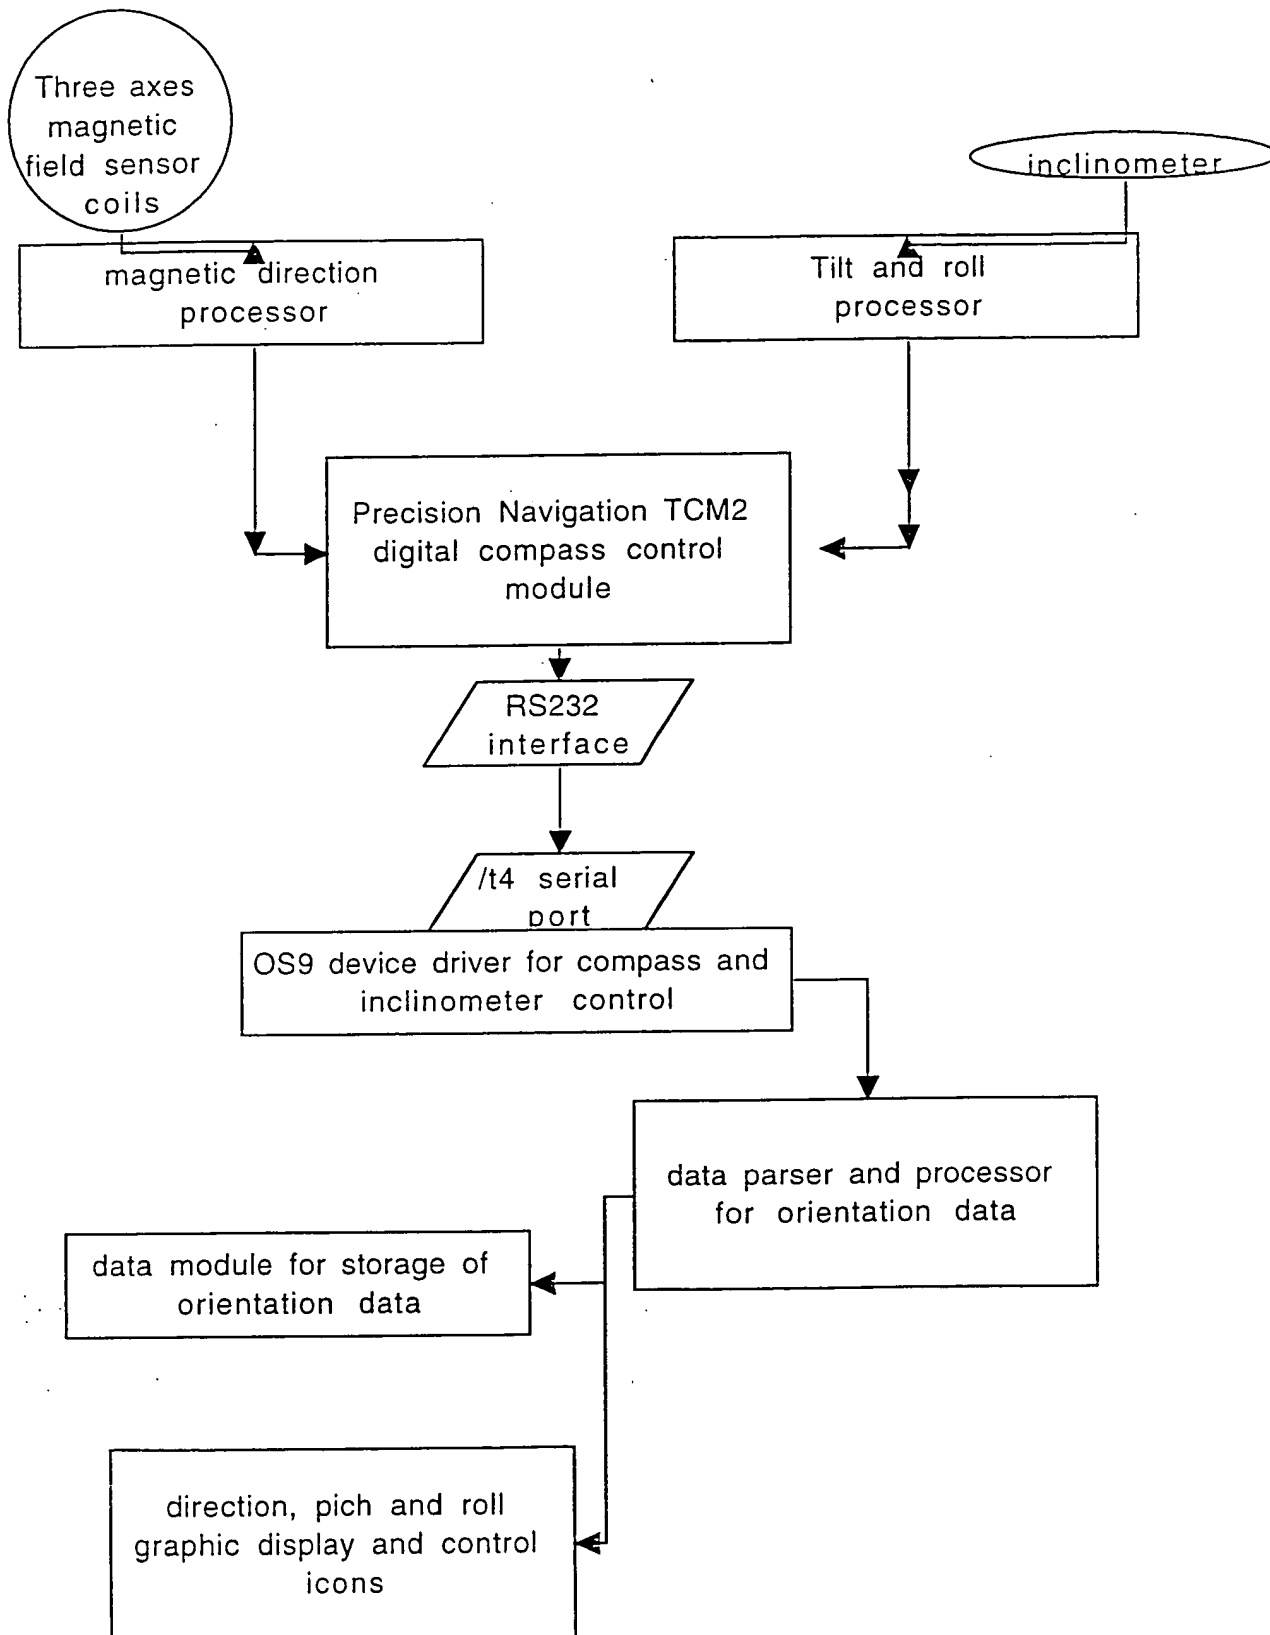 Three axes
magnetic
field sensor
coils
inclinometer
magnetic direction
processor
Tilt and roll
processor
Precision Navigation TCM2
digital compass control
module
RS232
interface
/t4 serial
port
OS9 device driver for compass and
inclinometer control
data parser and processor
for orientation data
data module for storage of
orientation data
direction, pich and roll
graphic display and control
icons